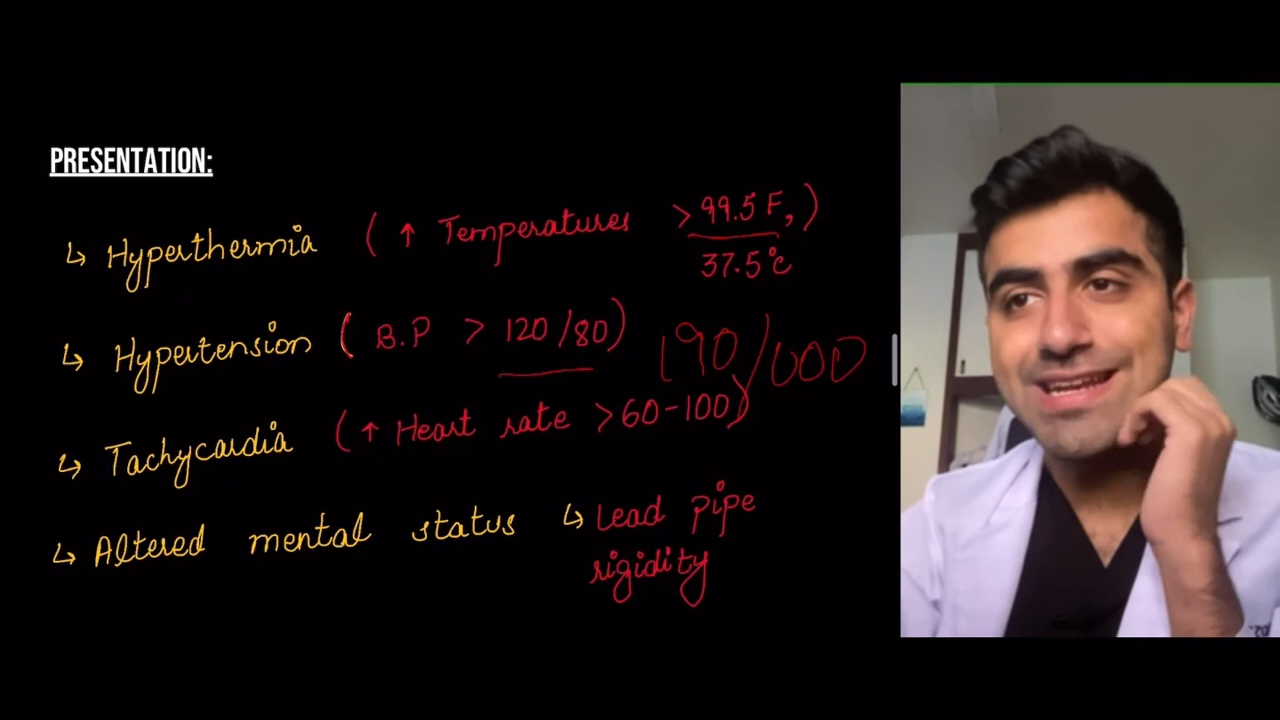 PRESENTATION:
↳ Hyperthermia ( ↑ Temperatures > 99.5 F, )
37.5°c
↳ Hypertension ( B.P > 120/80) 190/100
↳ Tachycardia ( ↑ Heart rate > 60-100)
↳ Altered mental status ↳ Lead pipe
rigidity